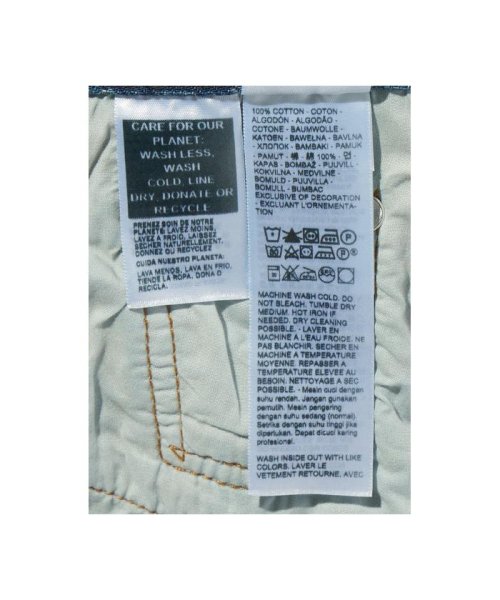 CARE FOR OUR
PLANET:
WASH LESS,
WASH
COLD, LINE
DRY, DONATE OR
RECYCLE
PRENEZ SOIN DE NOTRE
PLANÈTE: LAVEZ MOINS,
LAVEZ A FROID, LAISSEZ
SÉCHER NATURELLEMENT,
DONNEZ OU RECYCLEZ
CUIDA NUESTRO PLANETA:
LAVA MENOS, LAVA EN FRIO,
TIENDE LA ROPA, DONA O
RECICLA.
100% COTTON - COTON -
ALGODÓN - ALGODÃO -
COTONE - BAUMWOLLE -
KATOEN - BAWEŁNA - BAVLNA
- ΧΛΟΠΟΚ - BAMBAKI - PAMUK
- PAMUT - 棉 - 綿 100% - 면
- KAPAS - BOMBAŽ - PUUVILL -
KOKVILNA - MEDVILNE -
BOMULD - PUUVILLA -
BOMULL - BUMBAC
EXCLUSIVE OF DECORATION
- EXCLUANT L'ORNEMENTA-
TION
MACHINE WASH COLD. DO
NOT BLEACH. TUMBLE DRY
MEDIUM. HOT IRON IF
NEEDED. DRY CLEANING
POSSIBLE. - LAVER EN
MACHINE A L'EAU FROIDE. NE
PAS BLANCHIR. SECHER EN
MACHINE A TEMPERATURE
MOYENNE. REPASSER A
TEMPERATURE ELEVEE AU
BESOIN. NETTOYAGE A SEC
POSSIBLE. - Mesin cuci dengan
suhu rendah. Jangan gunakan
pemutih. Mesin pengering
dengan suhu sedang (normal).
Setrika dengan suhu tinggi jika
diperlukan. Dapat dicuci kering
profesional.
WASH INSIDE OUT WITH LIKE
COLORS. LAVER LE
VETEMENT RETOURNE, AVEC